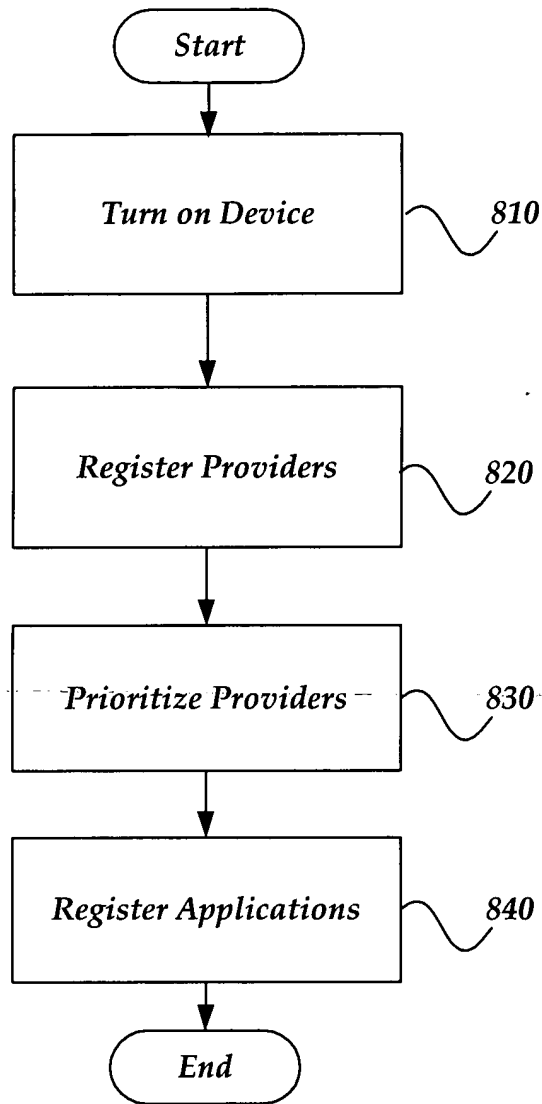 Start
Turn on Device
810
Register Providers
820
Prioritize Providers
830
Register Applications
840
End